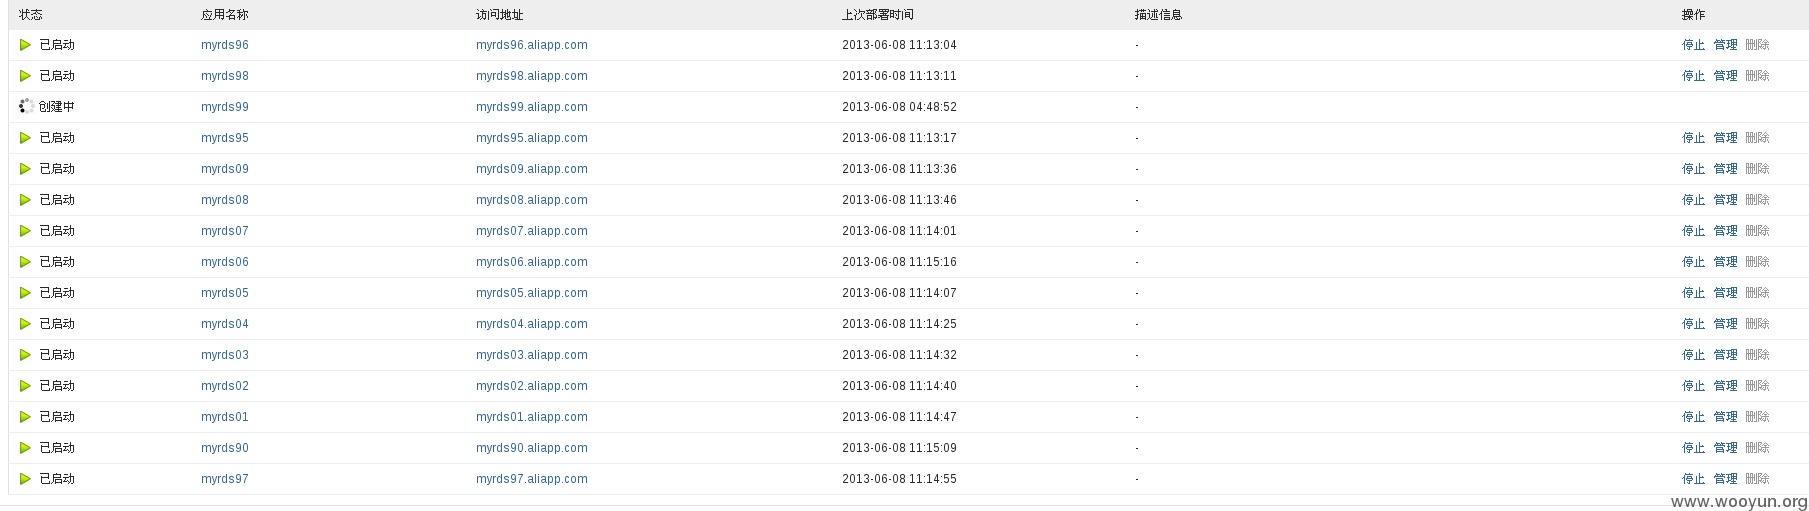 状态 应用名称 访问地址 上次部署时间 描述信息 操作
已启动 myrds96 myrds96.aliapp.com 2013-06-08 11:13:04 - 停止 管理 删除
已启动 myrds98 myrds98.aliapp.com 2013-06-08 11:13:11 - 停止 管理 删除
创建中 myrds99 myrds99.aliapp.com 2013-06-08 04:48:52 -
已启动 myrds95 myrds95.aliapp.com 2013-06-08 11:13:17 - 停止 管理 删除
已启动 myrds09 myrds09.aliapp.com 2013-06-08 11:13:36 - 停止 管理 删除
已启动 myrds08 myrds08.aliapp.com 2013-06-08 11:13:46 - 停止 管理 删除
已启动 myrds07 myrds07.aliapp.com 2013-06-08 11:14:01 - 停止 管理 删除
已启动 myrds06 myrds06.aliapp.com 2013-06-08 11:15:16 - 停止 管理 删除
已启动 myrds05 myrds05.aliapp.com 2013-06-08 11:14:07 - 停止 管理 删除
已启动 myrds04 myrds04.aliapp.com 2013-06-08 11:14:25 - 停止 管理 删除
已启动 myrds03 myrds03.aliapp.com 2013-06-08 11:14:32 - 停止 管理 删除
已启动 myrds02 myrds02.aliapp.com 2013-06-08 11:14:40 - 停止 管理 删除
已启动 myrds01 myrds01.aliapp.com 2013-06-08 11:14:47 - 停止 管理 删除
已启动 myrds90 myrds90.aliapp.com 2013-06-08 11:15:09 - 停止 管理 删除
已启动 myrds97 myrds97.aliapp.com 2013-06-08 11:14:55 - 停止 管理 删除
www.wooyun.org